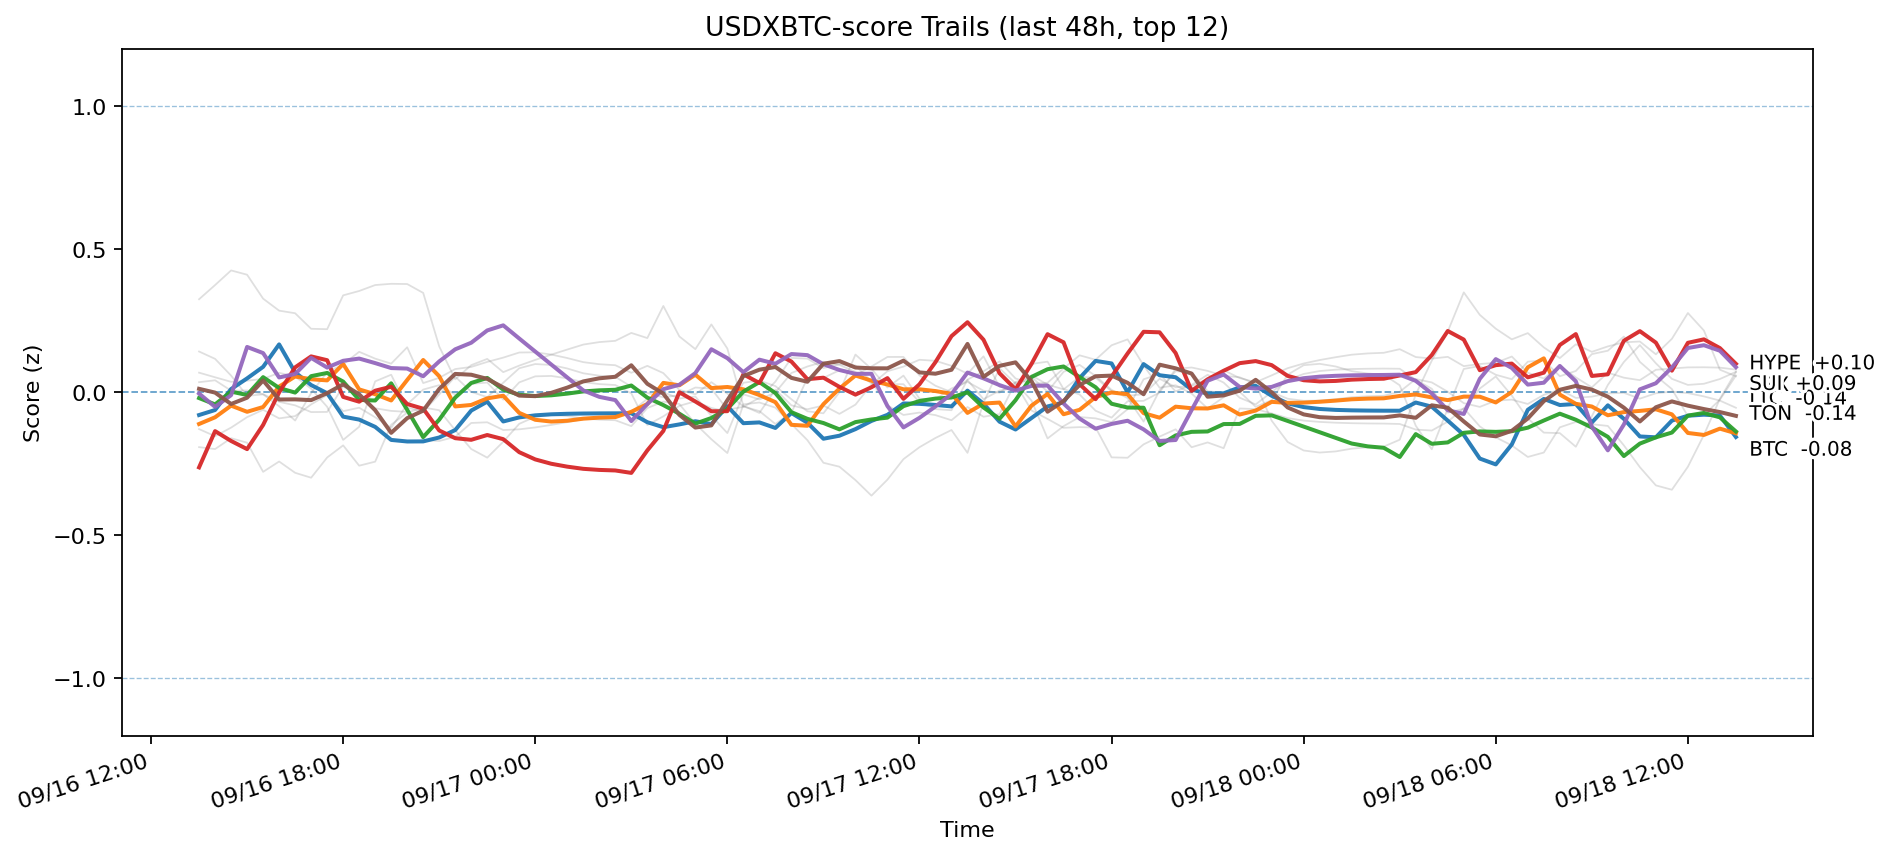 USDXBTC-score Trails (last 48h, top 12)
Score (z)
1.0
0.5
0.0
−0.5
−1.0
HYPE +0.10
SUI +0.09
-0.14
TON -0.14
BTC -0.08
09/16 12:00
09/16 18:00
09/17 00:00
09/17 06:00
09/17 12:00
09/17 18:00
09/18 00:00
09/18 06:00
09/18 12:00
Time